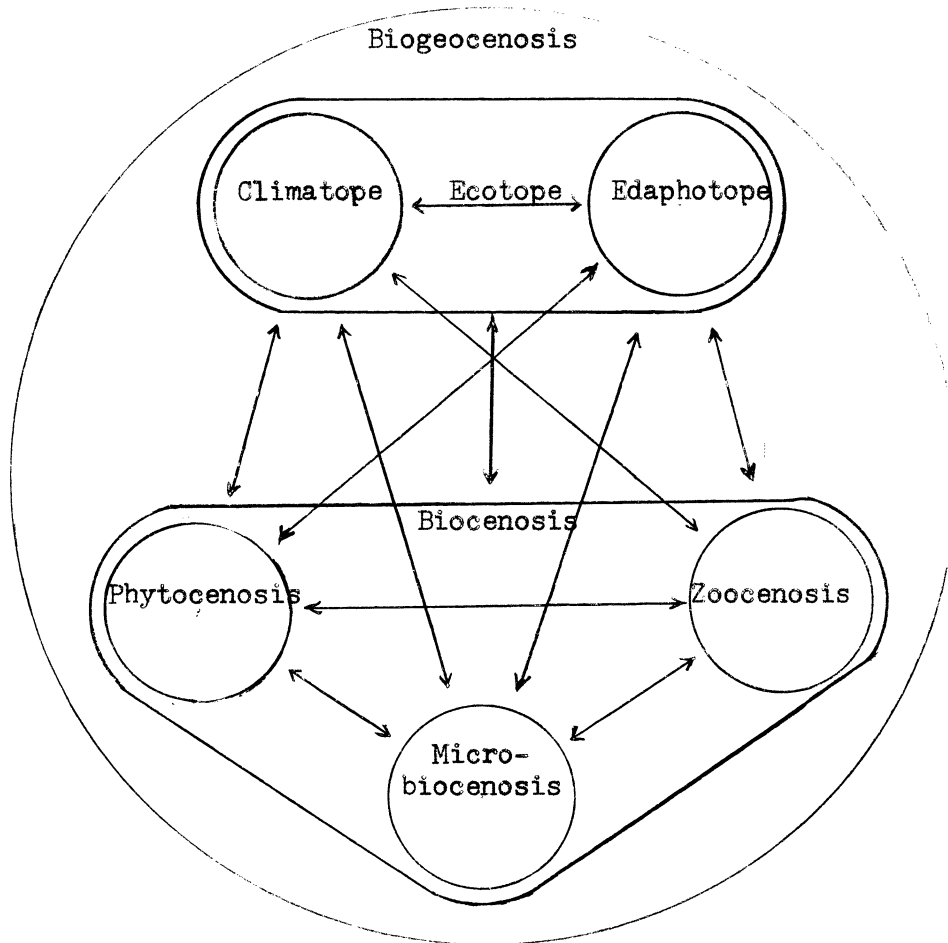 Biogeocenosis
Climatope
Ecotope
Edaphotope
Biocenosis
Phytocenosis
Zoocenosis
Micro-
biocenosis